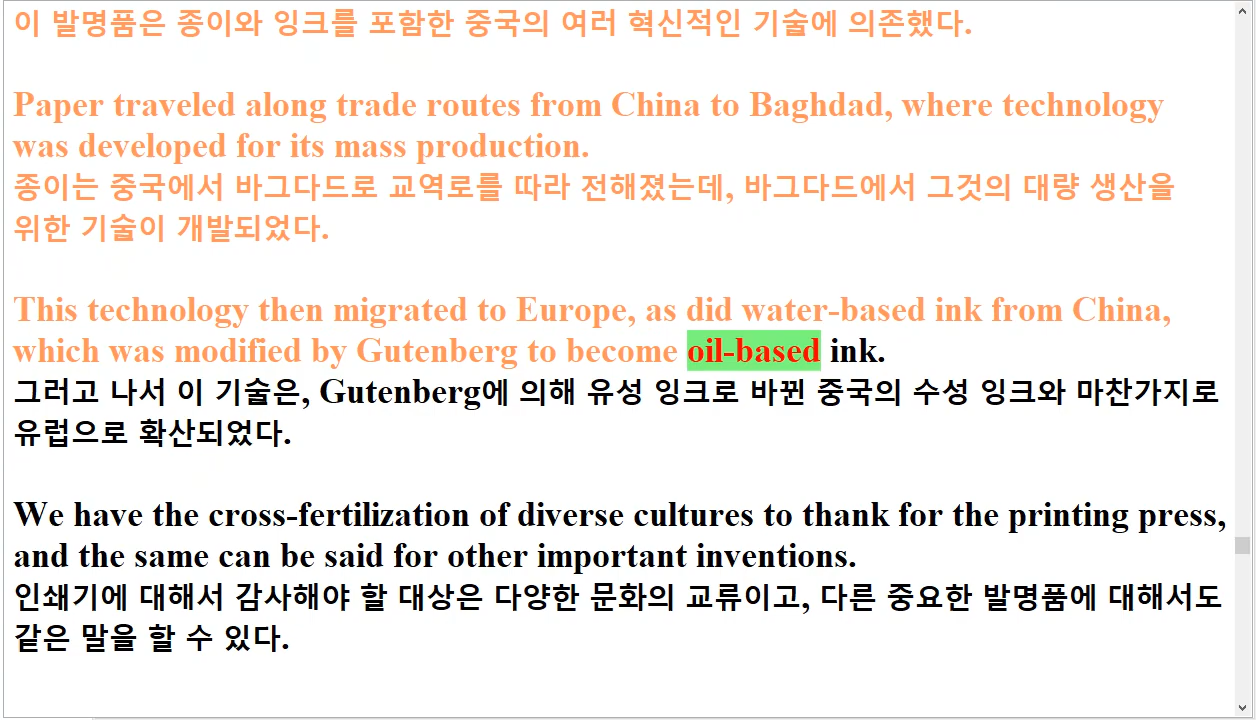 이 발명품은 종이와 잉크를 포함한 중국의 여러 혁신적인 기술에 의존했다.
Paper traveled along trade routes from China to Baghdad, where technology
was developed for its mass production.
종이는 중국에서 바그다드로 교역로를 따라 전해졌는데, 바그다드에서 그것의 대량 생산을
위한 기술이 개발되었다.
This technology then migrated to Europe, as did water-based ink from China,
which was modified by Gutenberg to become oil-based ink.
그러고 나서 이 기술은, Gutenberg에 의해 유성 잉크로 바뀐 중국의 수성 잉크와 마찬가지로
유럽으로 확산되었다.
We have the cross-fertilization of diverse cultures to thank for the printing press,
and the same can be said for other important inventions.
인쇄기에 대해서 감사해야 할 대상은 다양한 문화의 교류이고, 다른 중요한 발명품에 대해서도
같은 말을 할 수 있다.